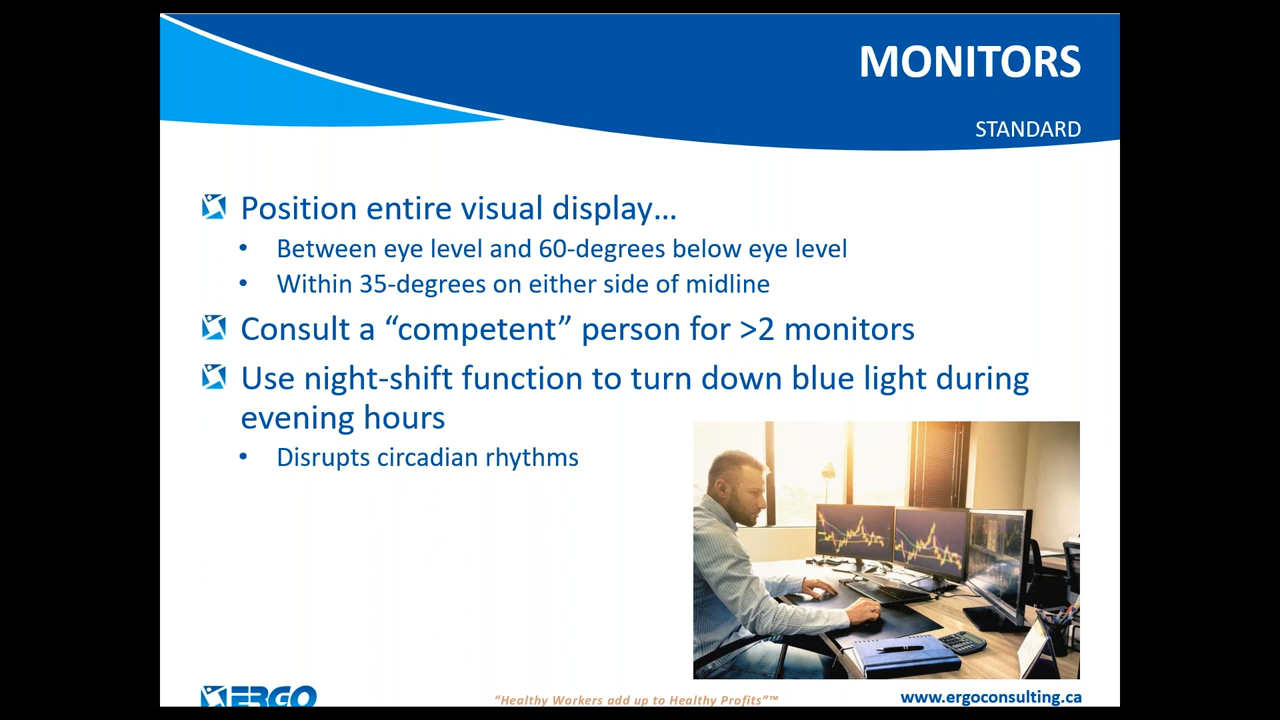 MONITORS
STANDARD
Position entire visual display…
• Between eye level and 60-degrees below eye level
• Within 35-degrees on either side of midline
Consult a “competent” person for >2 monitors
Use night-shift function to turn down blue light during
evening hours
• Disrupts circadian rhythms
ERGO
“Healthy Workers add up to Healthy Profits”™
www.ergoconsulting.ca